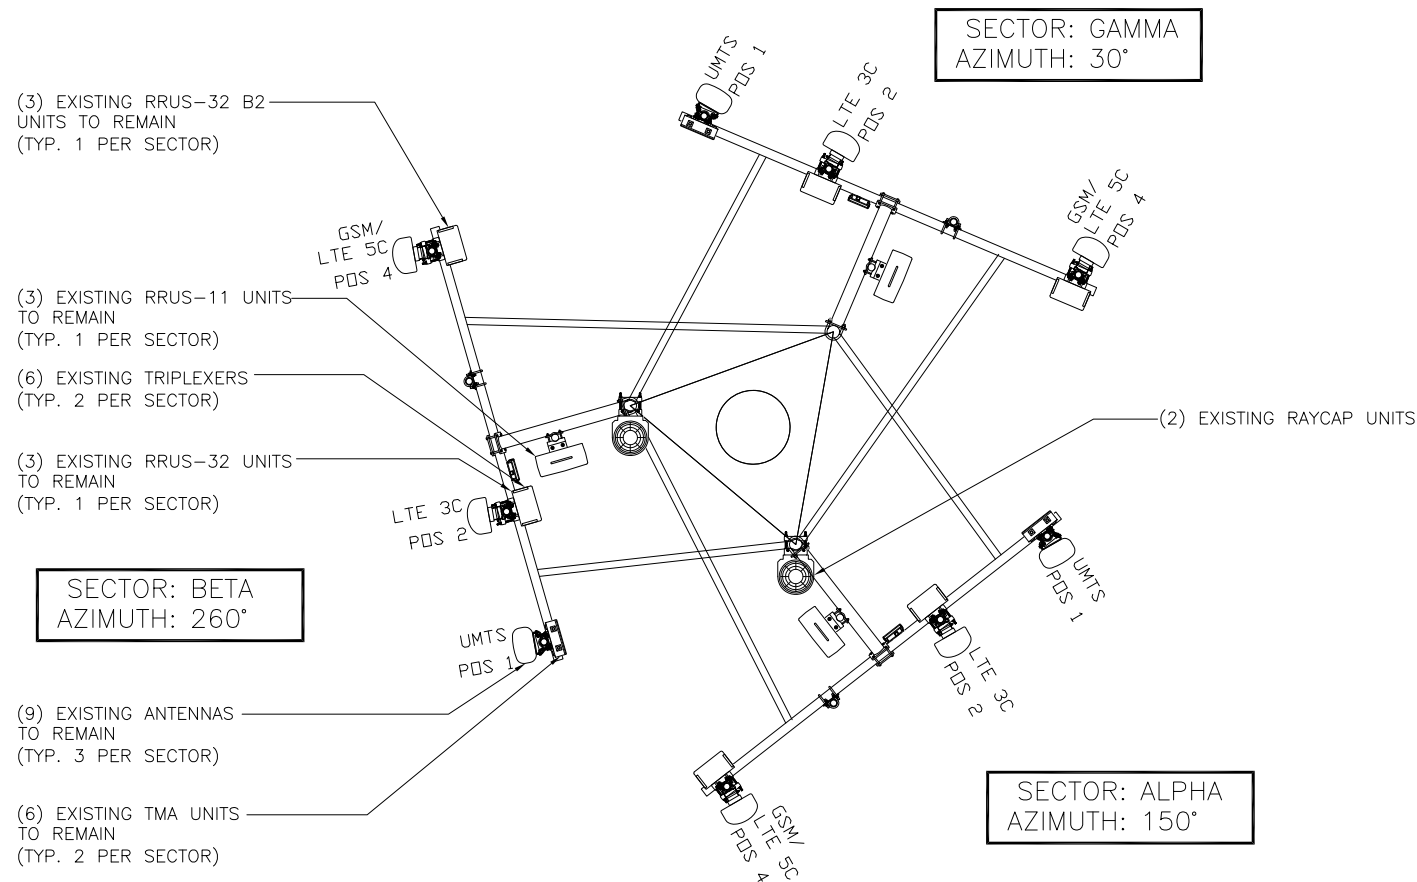 SECTOR: GAMMA
AZIMUTH: 30°
UMTS
POS 1
LTE 3C
POS 2
GSM/
LTE 5C
POS 4
(3) EXISTING RRUS-32 B2
UNITS TO REMAIN
(TYP. 1 PER SECTOR)
GSM/
LTE 5C
POS 4
(3) EXISTING RRUS-11 UNITS
TO REMAIN
(TYP. 1 PER SECTOR)
(6) EXISTING TRIPLEXERS
(TYP. 2 PER SECTOR)
(2) EXISTING RAYCAP UNITS
(3) EXISTING RRUS-32 UNITS
TO REMAIN
(TYP. 1 PER SECTOR)
LTE 3C
POS 2
SECTOR: BETA
AZIMUTH: 260°
UMTS
POS 1
UMTS
POS 1
LTE 3C
POS 2
(9) EXISTING ANTENNAS
TO REMAIN
(TYP. 3 PER SECTOR)
(6) EXISTING TMA UNITS
TO REMAIN
(TYP. 2 PER SECTOR)
GSM/
LTE 5C
POS 4
SECTOR: ALPHA
AZIMUTH: 150°